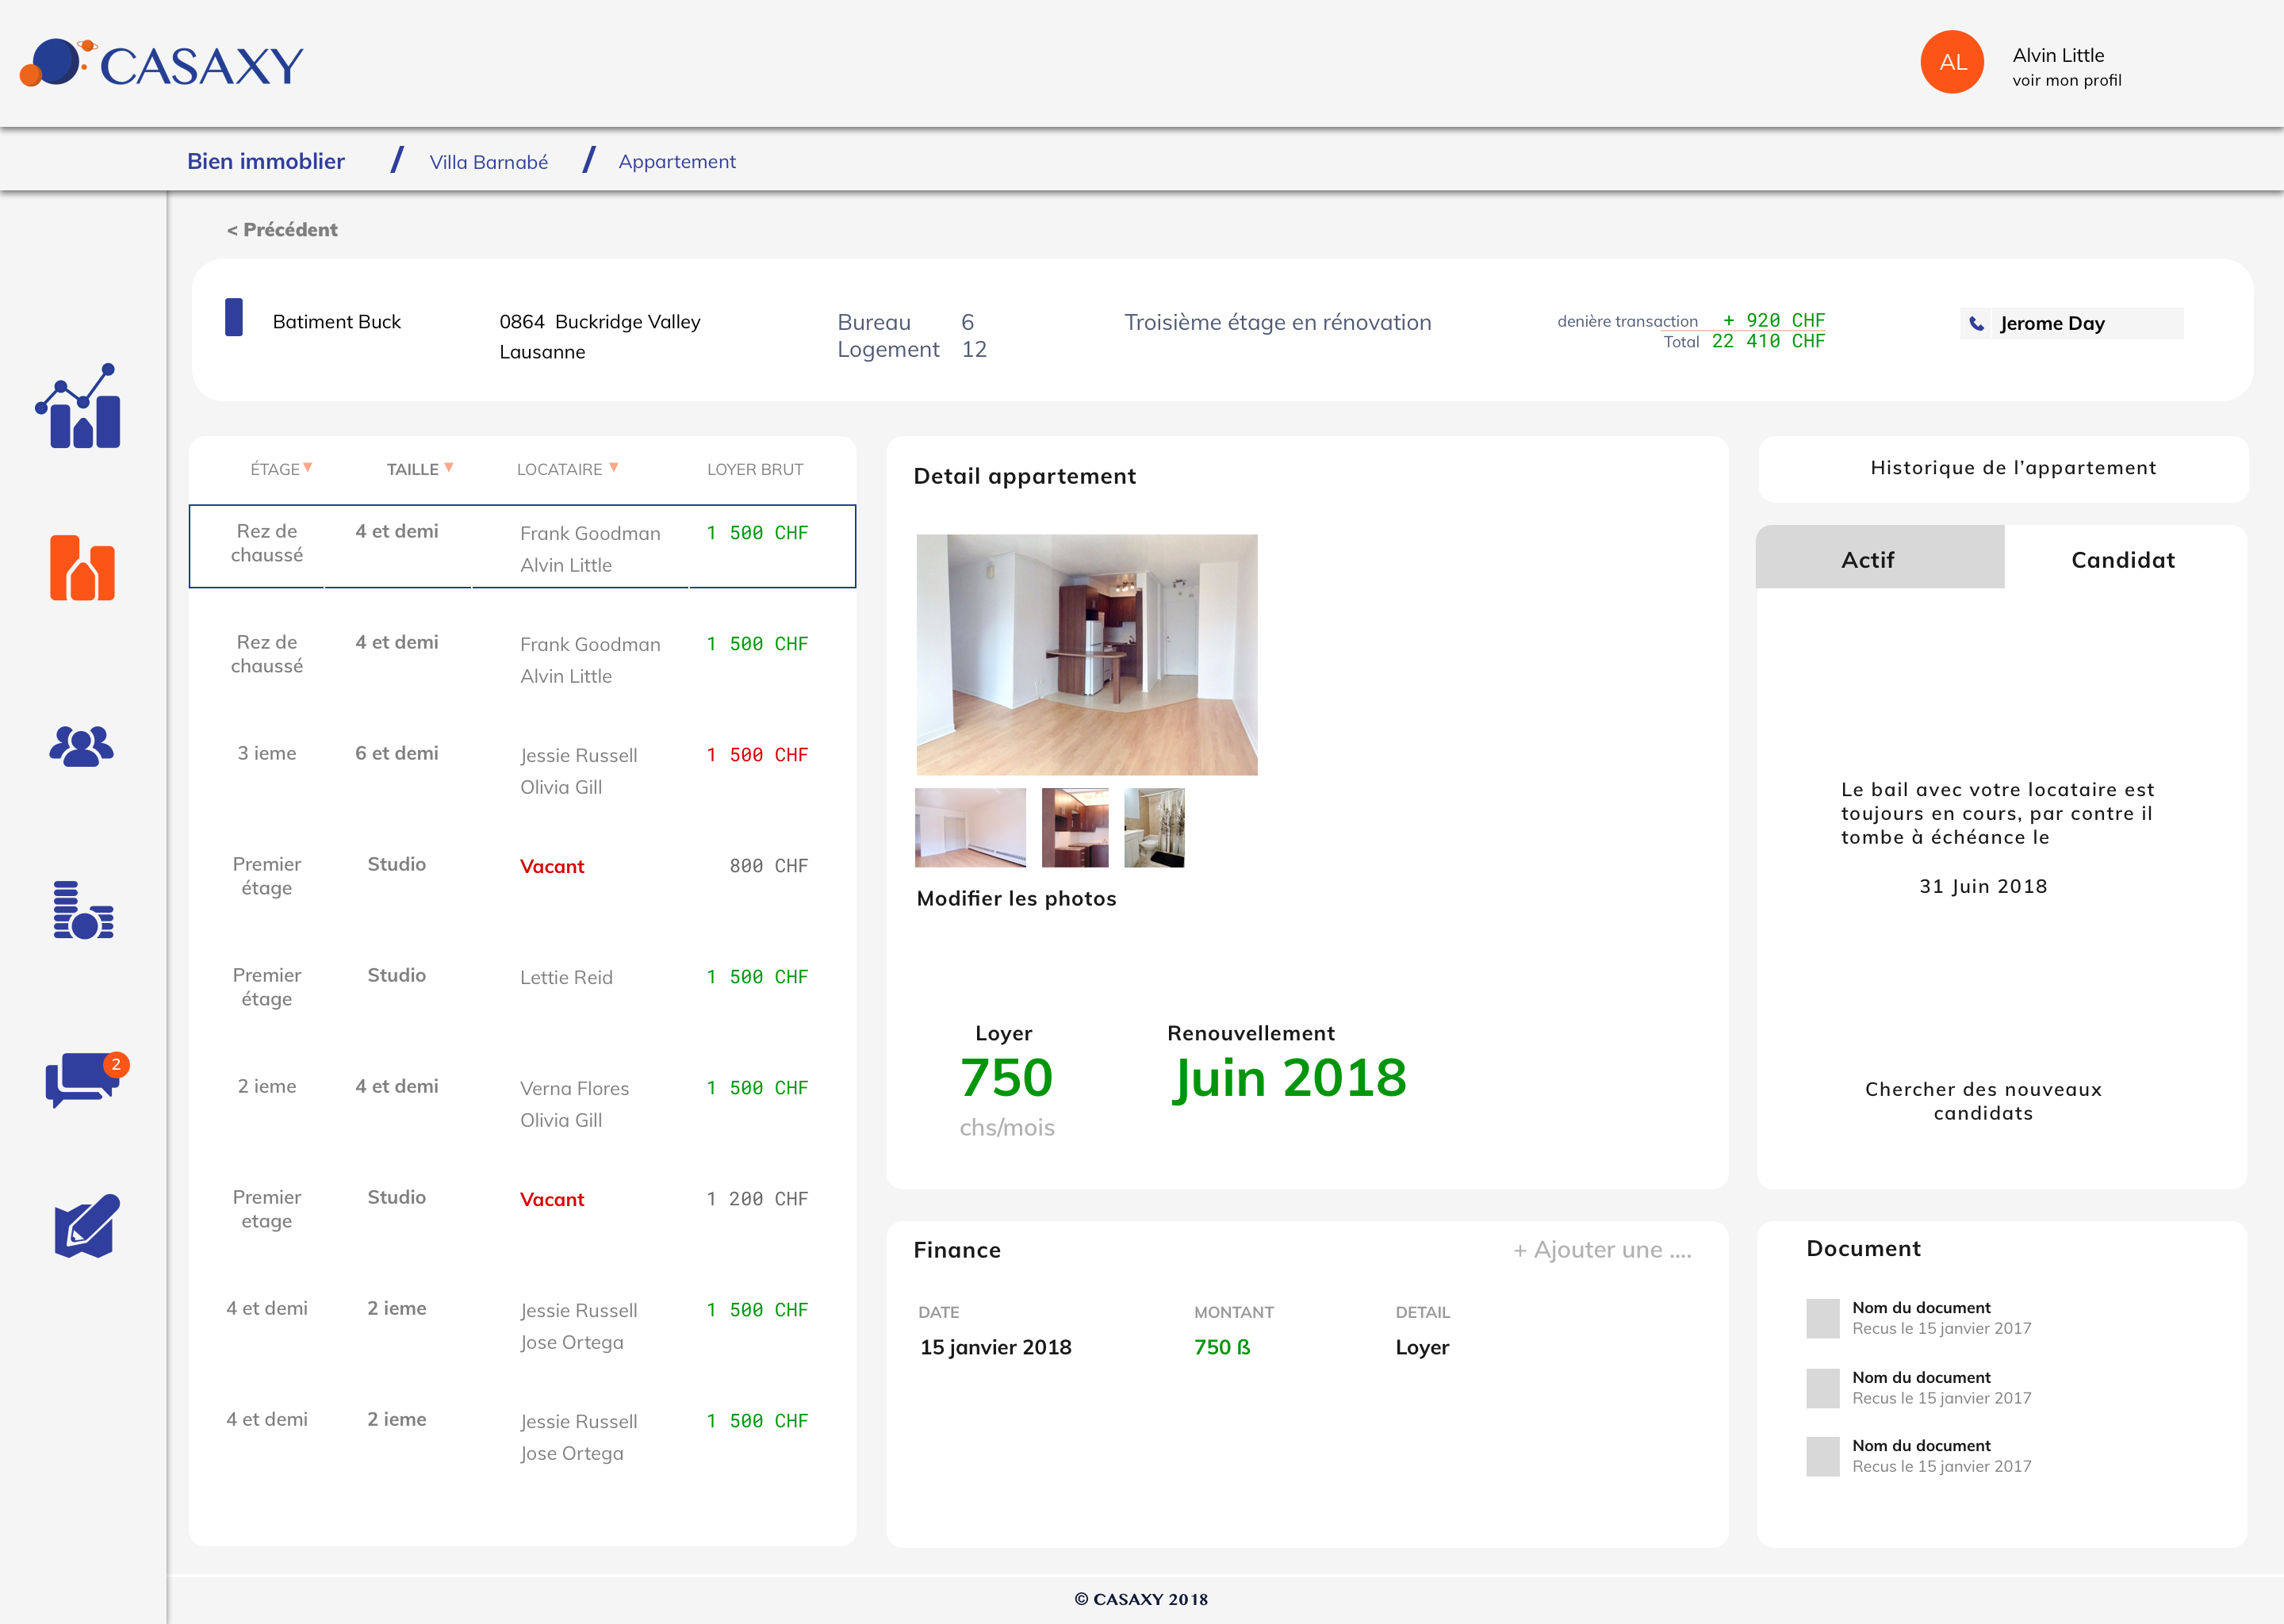 CASAXY
AL
Alvin Little
voir mon profil
Bien immoblier / Villa Barnabé / Appartement
< Précédent
Batiment Buck
0864 Buckridge Valley
Lausanne
Bureau 6
Logement 12
Troisième étage en rénovation
denière transaction + 920 CHF
Total 22 410 CHF
Jerome Day
ÉTAGE TAILLE LOCATAIRE LOYER BRUT
Rez de chaussé 4 et demi Frank Goodman 1 500 CHF
Alvin Little
Rez de chaussé 4 et demi Frank Goodman 1 500 CHF
Alvin Little
3 ieme 6 et demi Jessie Russell 1 500 CHF
Olivia Gill
Premier étage Studio Vacant 800 CHF
Premier étage Studio Lettie Reid 1 500 CHF
2 ieme 4 et demi Verna Flores 1 500 CHF
Olivia Gill
Premier etage Studio Vacant 1 200 CHF
4 et demi 2 ieme Jessie Russell 1 500 CHF
Jose Ortega
4 et demi 2 ieme Jessie Russell 1 500 CHF
Jose Ortega
2
Detail appartement
Modifier les photos
Loyer
750
chs/mois
Renouvellement
Juin 2018
Historique de l'appartement
Actif
Candidat
Le bail avec votre locataire est
toujours en cours, par contre il
tombe à échéance le
31 Juin 2018
Chercher des nouveaux
candidats
Finance
+ Ajouter une ....
DATE MONTANT DETAIL
15 janvier 2018 750 ß Loyer
Document
Nom du document
Recus le 15 janvier 2017
Nom du document
Recus le 15 janvier 2017
Nom du document
Recus le 15 janvier 2017
© CASAXY 2018